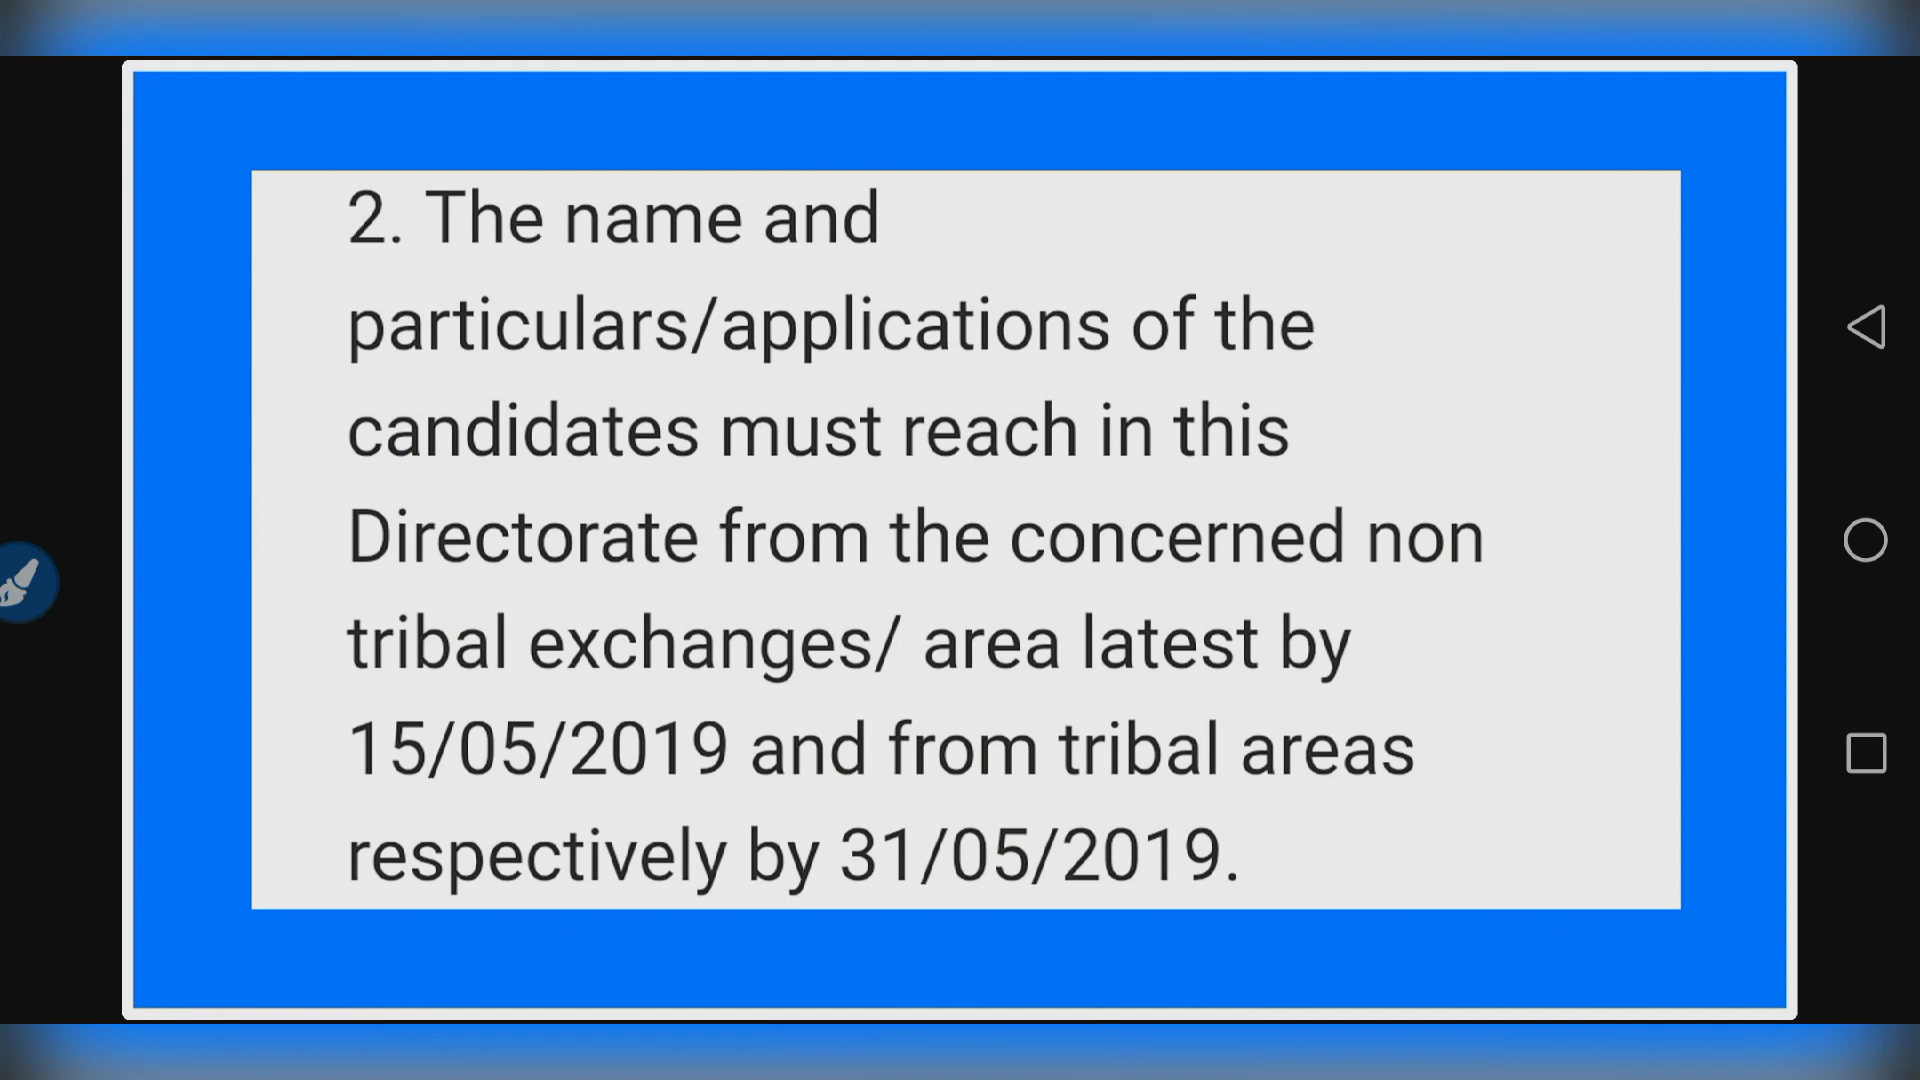 2. The name and
particulars/applications of the
candidates must reach in this
Directorate from the concerned non
tribal exchanges/ area latest by
15/05/2019 and from tribal areas
respectively by 31/05/2019.